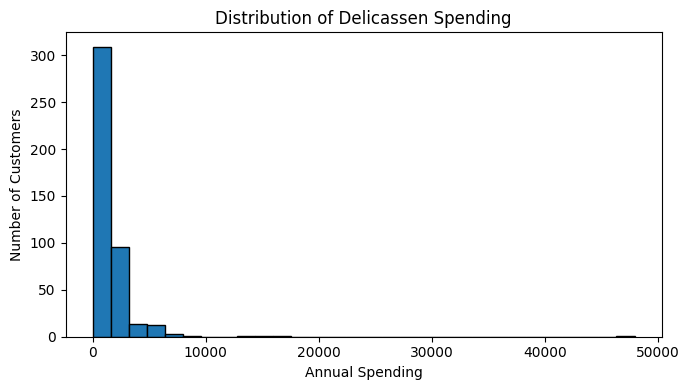 Distribution of Delicassen Spending
Number of Customers
300
250
200
150
100
50
0
0 10000 20000 30000 40000 50000
Annual Spending